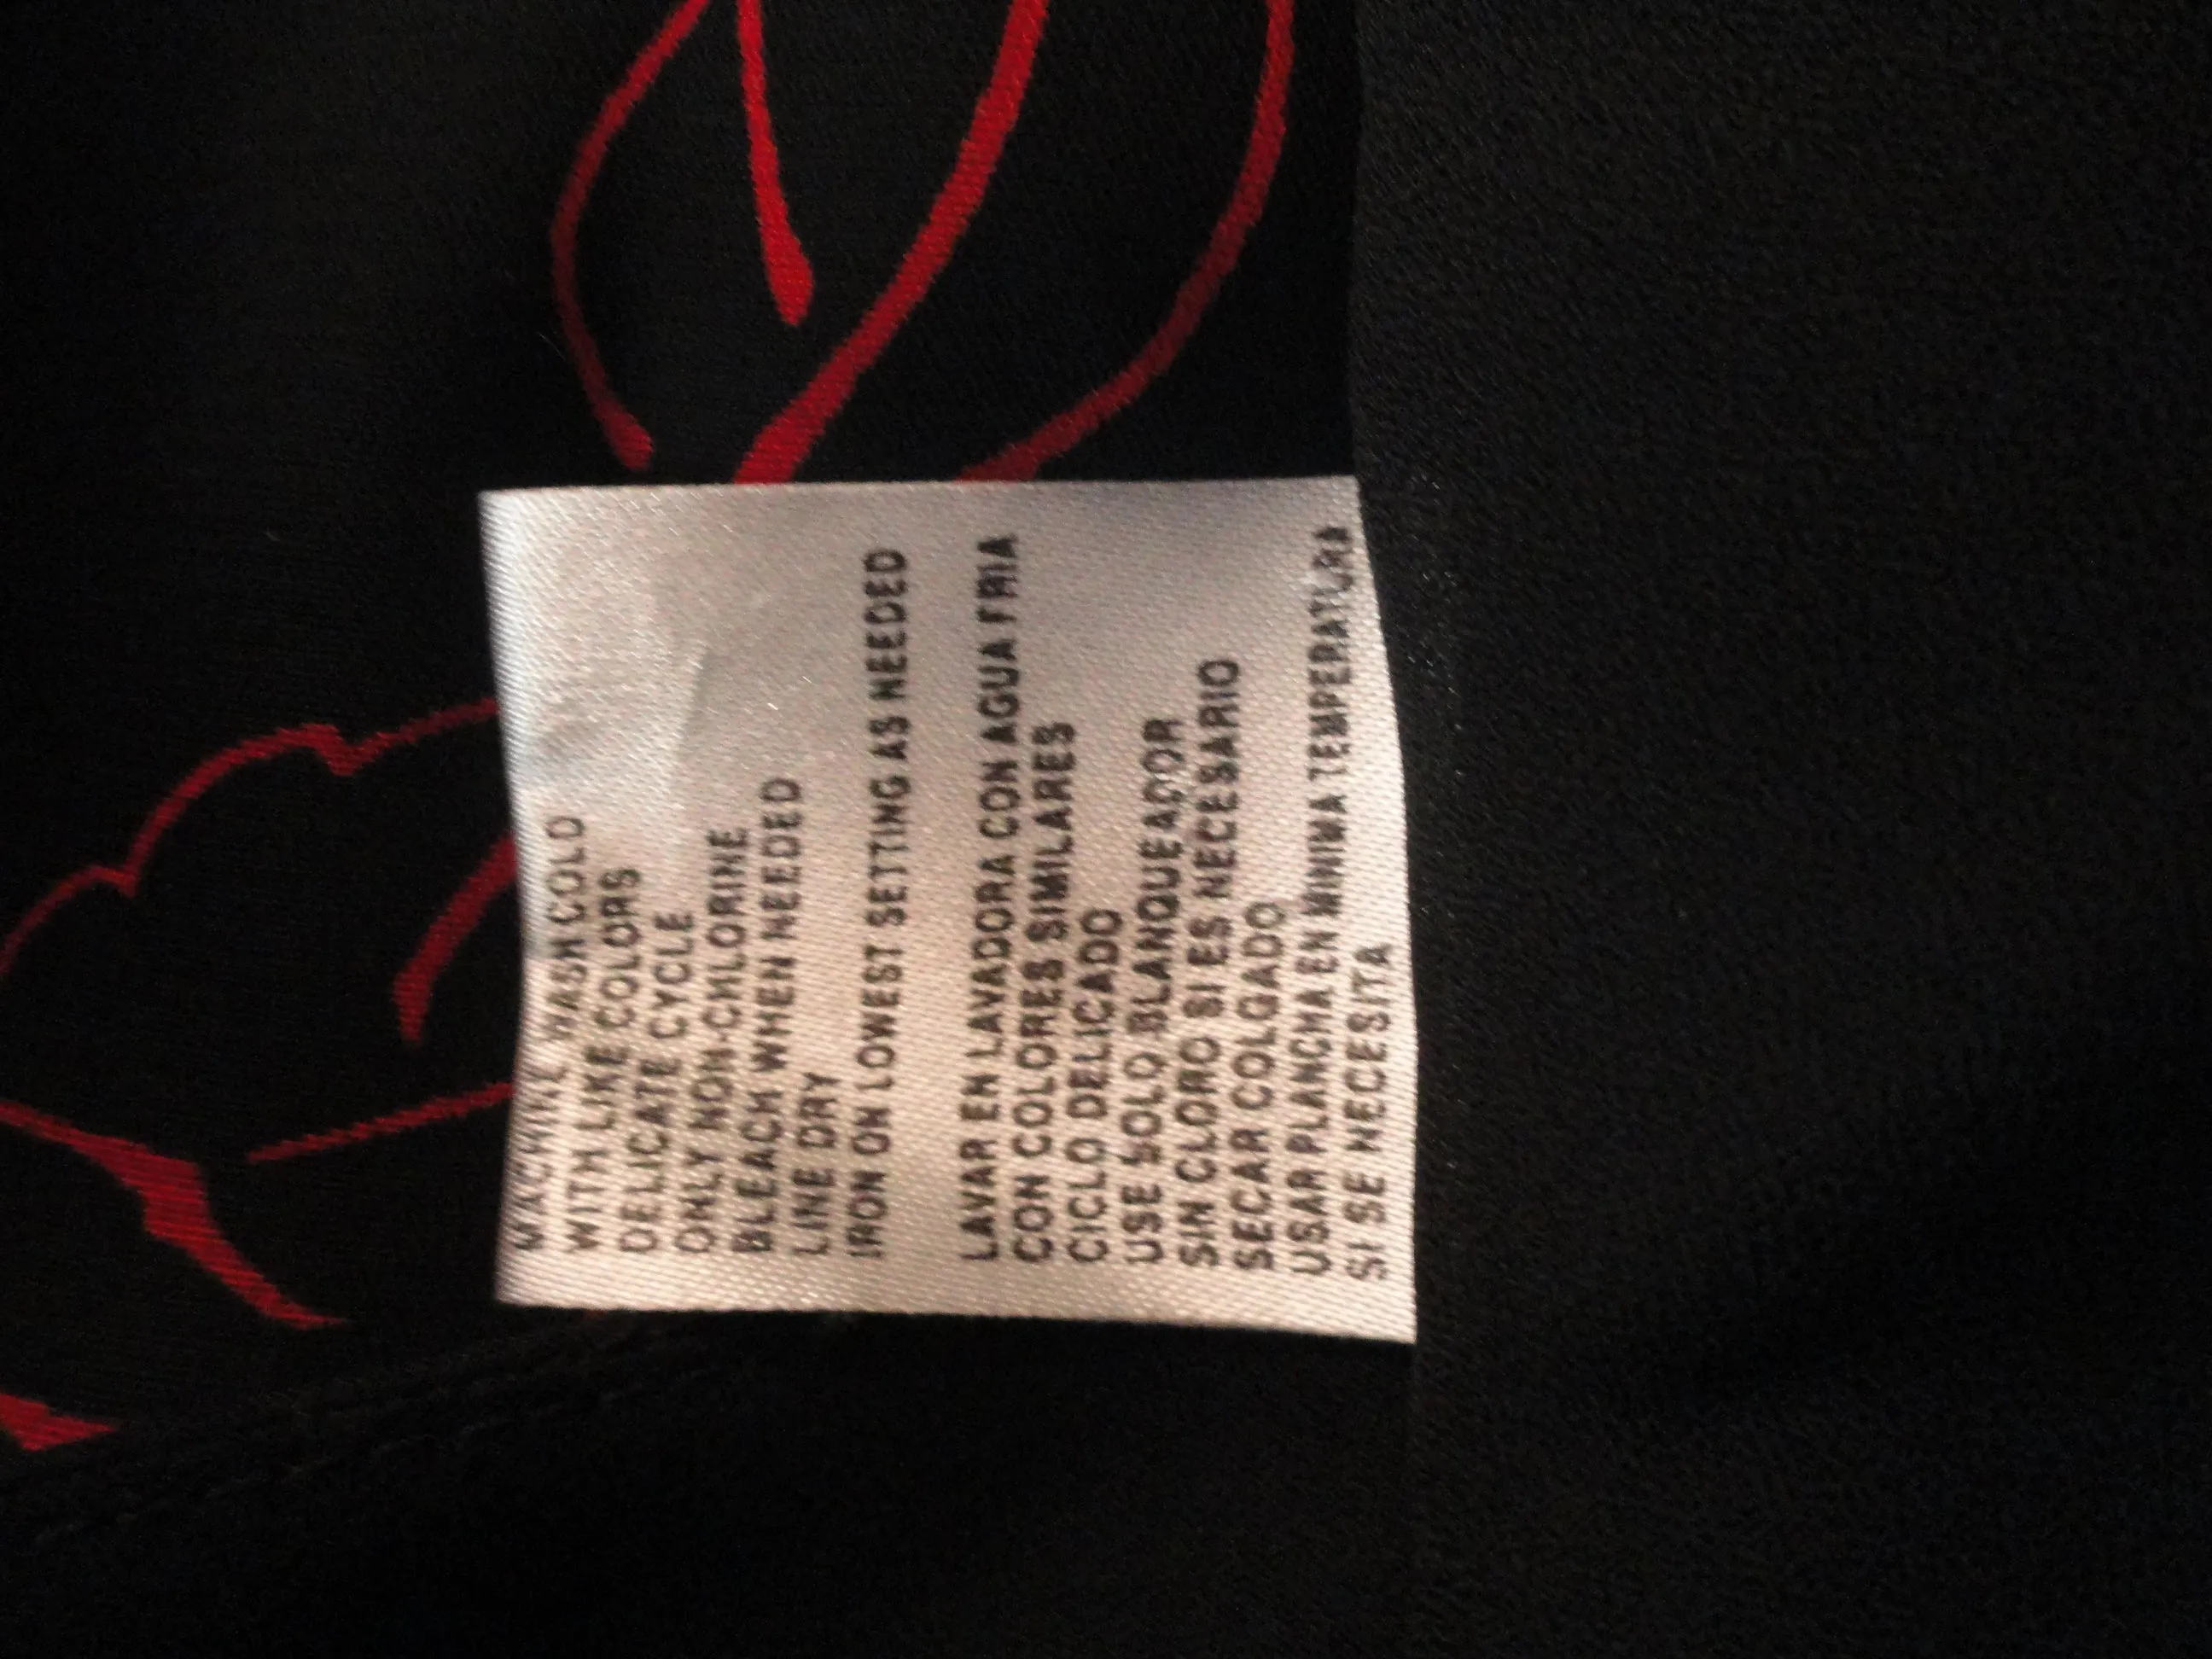 MACHINE WASH COLD
WITH LIKE COLORS
DELICATE CYCLE
ONLY NON-CHLORINE
BLEACH WHEN NEEDED
LINE DRY
IRON ON LOWEST SETTING AS NEEDED
LAVAR EN LAVADORA CON AGUA FRIA
CON COLORES SIMILARES
CICLO DELICADO
USE SOLO BLANQUEADOR
SIN CLORO SI ES NECESARIO
SECAR COLGADO
USAR PLANCHA EN MINIMA TEMPERATURA
SI SE NECESITA